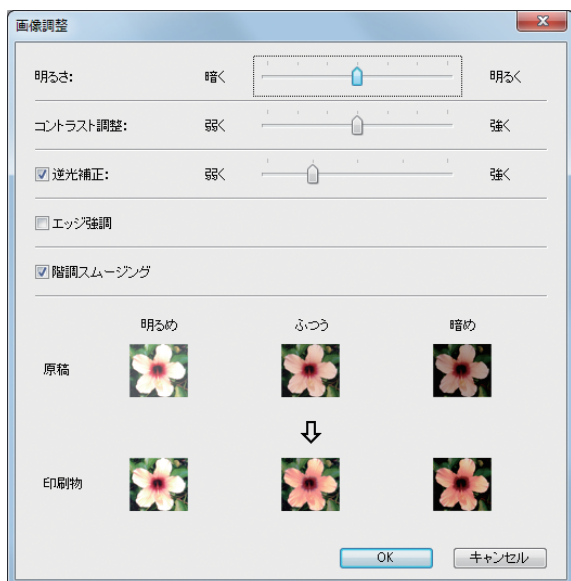 画像調整
明るさ: 暗く 明るく
コントラスト調整: 弱く 強く
逆光補正: 弱く 強く
エッジ強調
階調スムージング
明るめ ふつう 暗め
原稿
印刷物
OK キャンセル